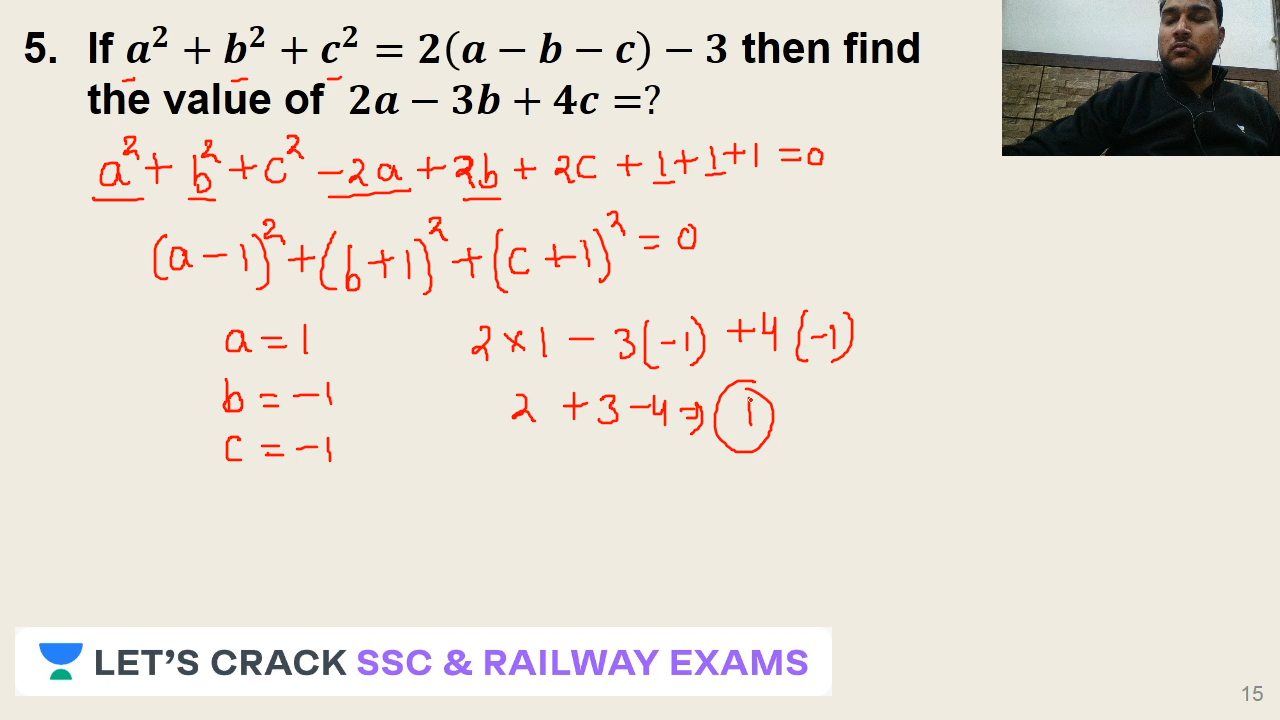 5. If a² + b² + c² = 2(a − b − c) − 3 then find
the value of 2a − 3b + 4c =?
a² + b² + c² − 2a + 2b + 2c + 1 + 1 + 1 = 0
(a − 1)² + (b + 1)² + (c + 1)² = 0
a = 1
b = −1
c = −1
2 × 1 − 3(−1) + 4(−1)
2 + 3 − 4 ⇒ 1
LET'S CRACK SSC & RAILWAY EXAMS
15